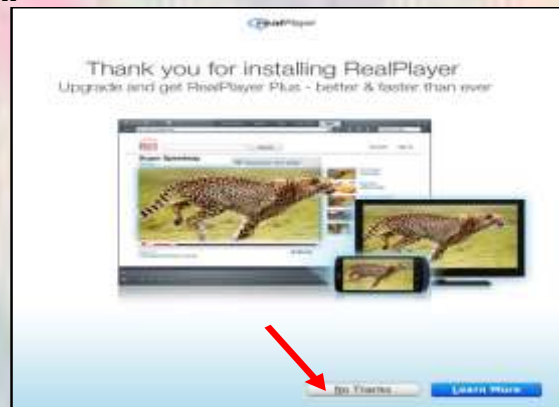 RealPlayer
Thank you for installing RealPlayer
Upgrade and get RealPlayer Plus - better & faster than ever
No Thanks
Learn More